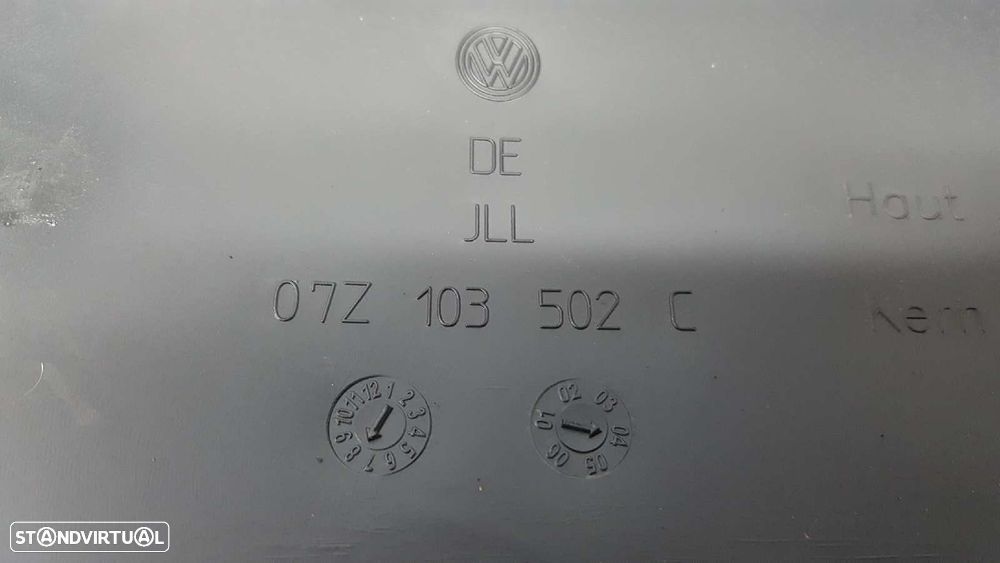 VW
DE
JLL
Haut
07Z 103 502 C
Kern
1 2 3 4 5 6 7 8 9 10 11 12
01 02 03 04 05 06
STANDVIRTUAL